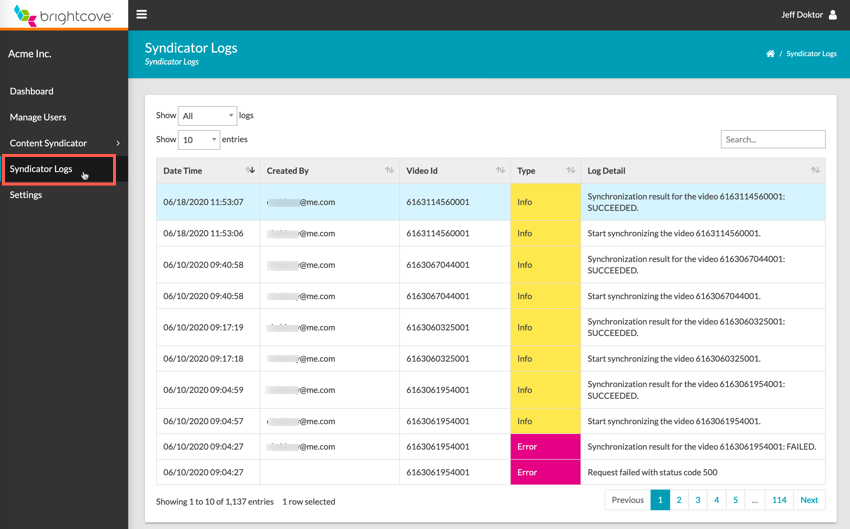 brightcove
Jeff Doktor
Acme Inc.
Dashboard
Manage Users
Content Syndicator
Syndicator Logs
Settings
Syndicator Logs
Syndicator Logs
/ Syndicator Logs
Show All logs
Show 10 entries
Search...
Date Time Created By Video Id Type Log Detail
06/18/2020 11:53:07 @me.com 6163114560001 Info Synchronization result for the video 6163114560001:
SUCCEEDED.
06/18/2020 11:53:06 @me.com 6163114560001 Info Start synchronizing the video 6163114560001.
06/10/2020 09:40:58 @me.com 6163067044001 Info Synchronization result for the video 6163067044001:
SUCCEEDED.
06/10/2020 09:40:58 @me.com 6163067044001 Info Start synchronizing the video 6163067044001.
06/10/2020 09:17:19 @me.com 6163060325001 Info Synchronization result for the video 6163060325001:
SUCCEEDED.
06/10/2020 09:17:18 @me.com 6163060325001 Info Start synchronizing the video 6163060325001.
06/10/2020 09:04:59 y@me.com 6163061954001 Info Synchronization result for the video 6163061954001:
SUCCEEDED.
06/10/2020 09:04:57 @me.com 6163061954001 Info Start synchronizing the video 6163061954001.
06/10/2020 09:04:27 @me.com 6163061954001 Error Synchronization result for the video 6163061954001: FAILED.
06/10/2020 09:04:27 6163061954001 Error Request failed with status code 500
Showing 1 to 10 of 1,137 entries 1 row selected
Previous 1 2 3 4 5 ... 114 Next